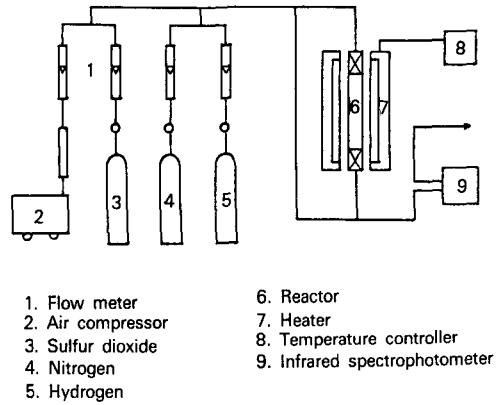 1
2
3
4
5
6
7
8
9
1. Flow meter
2. Air compressor
3. Sulfur dioxide
4. Nitrogen
5. Hydrogen
6. Reactor
7. Heater
8. Temperature controller
9. Infrared spectrophotometer